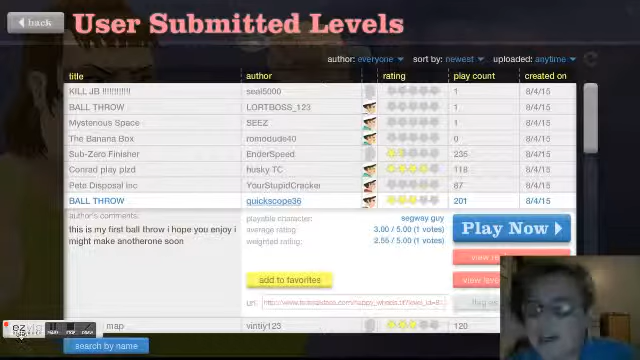 back
User Submitted Levels
author: everyone sort by: newest uploaded: anytime
title author rating play count created on
KILL JB !!!!!!!!!!!! seal5000 1 8/4/15
BALL THROW LORTBOSS_123 1 8/4/15
Mysterious Space SEEZ 1 8/4/15
The Banana Box romodude40 0 8/4/15
Sub-Zero Finisher EnderSpeed 235 8/4/15
Conrad play plzd husky TC 118 8/4/15
Pete Disposal inc YourStupidCracker 87 8/4/15
BALL THROW quickscope36 201 8/4/15
author's comments:
this is my first ball throw i hope you enjoy i
might make anotherone soon
playable character: segway guy
average rating: 3.00 / 5.00 (1 votes)
weighted rating: 2.55 / 5.00 (1 votes)
Play Now
view
view
add to favorites
url:
map vintiy123 120
search by name